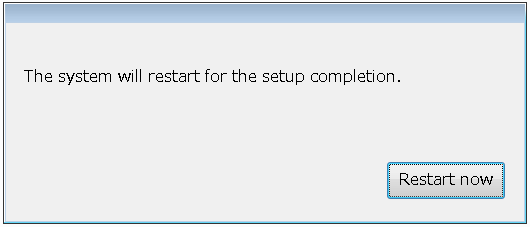 The system will restart for the setup completion.
Restart now